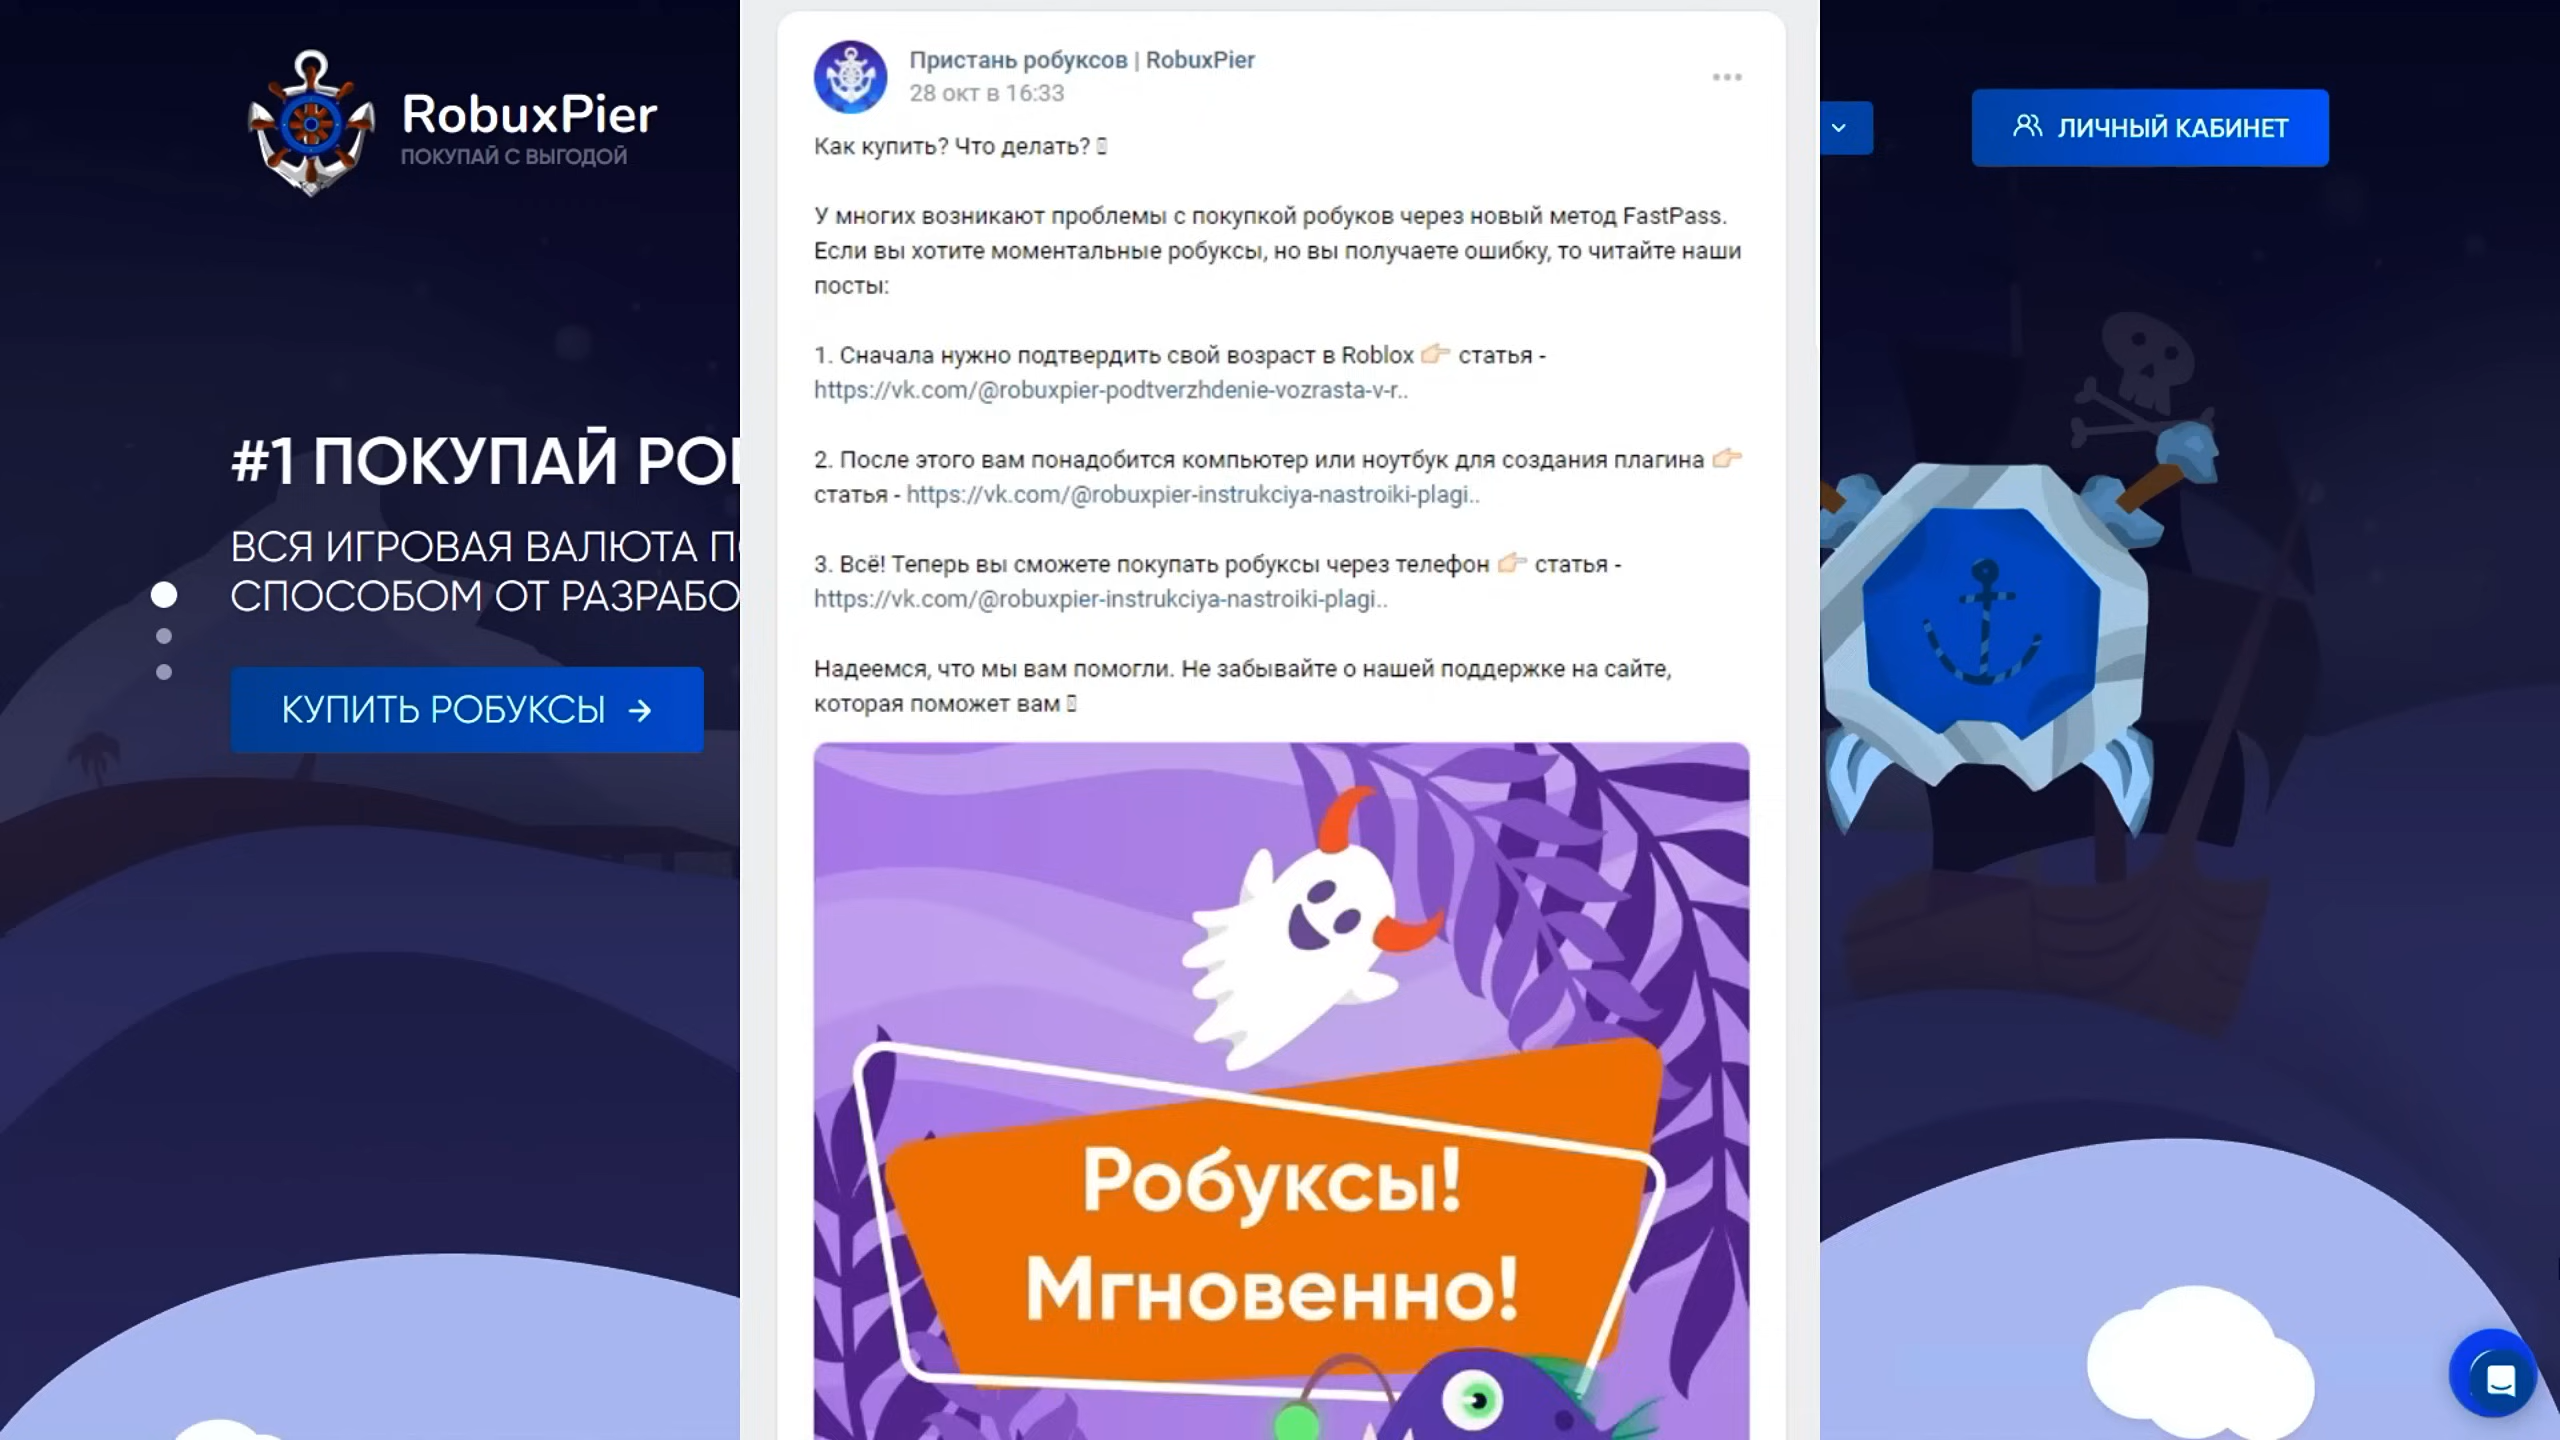 RobuxPier
ПОКУПАЙ С ВЫГОДОЙ
#1 ПОКУПАЙ
ВСЯ ИГРОВАЯ ВАЛЮТА
СПОСОБОМ ОТ
КУПИТЬ РОБУКСЫ →
Пристань робуксов | RobuxPier
28 окт в 16:33
Как купить? Что делать?
У многих возникают проблемы с покупкой робуков через новый метод FastPass.
Если вы хотите моментальные робуксы, но вы получаете ошибку, то читайте наши
посты:
1. Сначала нужно подтвердить свой возраст в Roblox 👉🏻 статья -
https://vk.com/@robuxpier-podtverzhdenie-vozrasta-v-r..
2. После этого вам понадобится компьютер или ноутбук для создания плагина 👉🏻
статья - https://vk.com/@robuxpier-instrukciya-nastroiki-plagi..
3. Всё! Теперь вы сможете покупать робуксы через телефон 👉🏻 статья -
https://vk.com/@robuxpier-instrukciya-nastroiki-plagi..
Надеемся, что мы вам помогли. Не забывайте о нашей поддержке на сайте,
которая поможет вам
Робуксы!
Мгновенно!
ЛИЧНЫЙ КАБИНЕТ